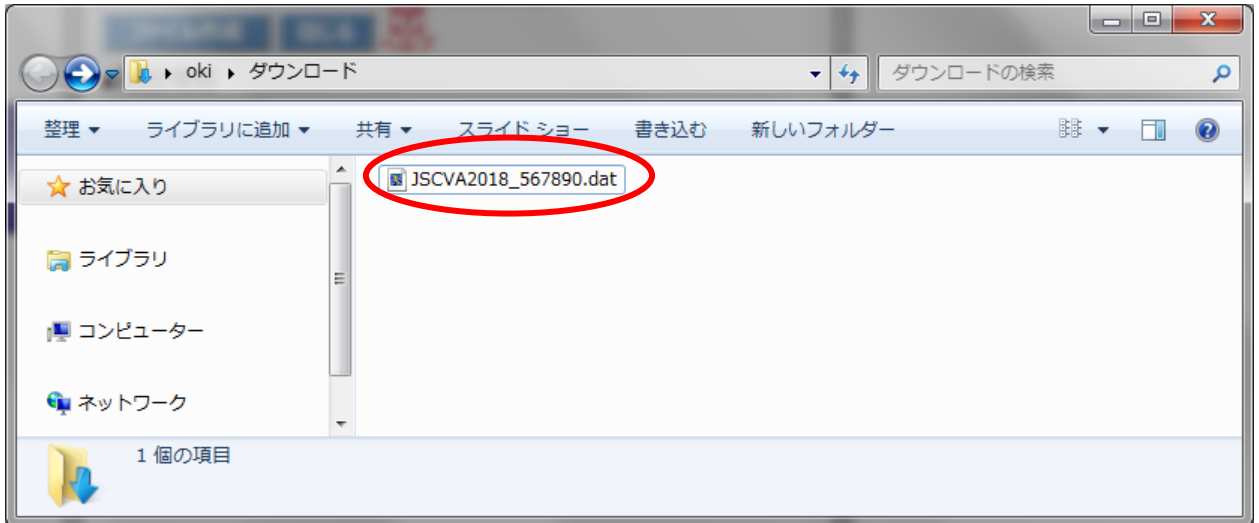 oki ダウンロード ダウンロードの検索
整理 ライブラリに追加 共有 スライド ショー 書き込む 新しいフォルダー
お気に入り
JSCVA2018_567890.dat
ライブラリ
コンピューター
ネットワーク
1 個の項目